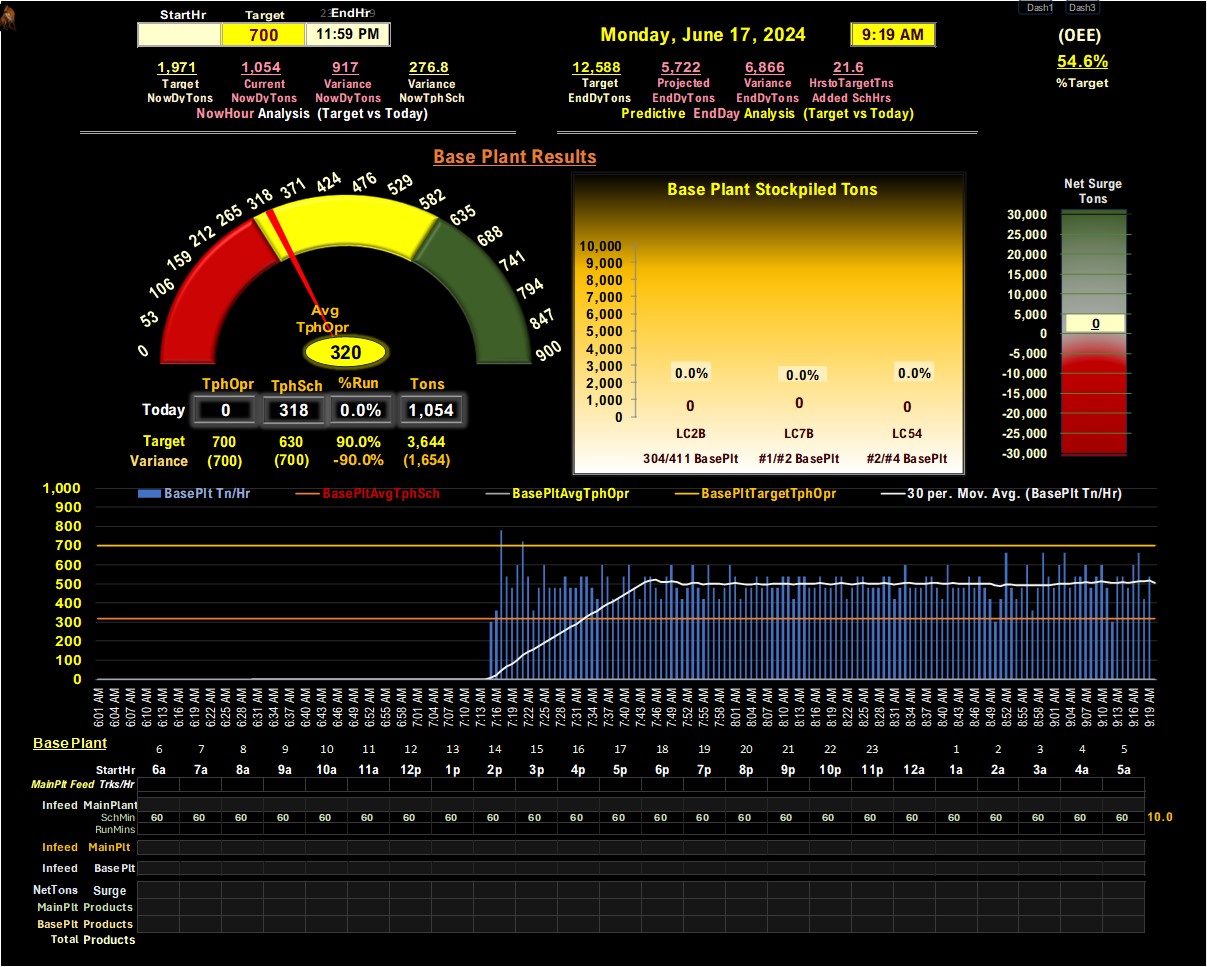 Dash1 Dash3
StartHr Target EndHr
700 11:59 PM
Monday, June 17, 2024 9:19 AM
(OEE)
54.6%
%Target
1,971 1,054 917 276.8
Target Current Variance Variance
NowDyTons NowDyTons NowDyTons NowTphSch
NowHour Analysis (Target vs Today)
12,588 5,722 6,866 21.6
Target Projected Variance HrstoTargetTns
EndDyTons EndDyTons EndDyTons Added SchHrs
Predictive EndDay Analysis (Target vs Today)
Base Plant Results
0 53 106 159 212 265 318 371 424 476 529 582 635 688 741 794 847 900
Avg
TphOpr
320
TphOpr TphSch %Run Tons
Today 0 318 0.0% 1,054
Target 700 630 90.0% 3,644
Variance (700) (700) -90.0% (1,654)
Base Plant Stockpiled Tons
10,000
9,000
8,000
7,000
6,000
5,000
4,000
3,000
2,000
1,000
0
0.0% 0.0% 0.0%
0 0 0
LC2B LC7B LC54
304/411 BasePlt #1/#2 BasePlt #2/#4 BasePlt
Net Surge
Tons
30,000
25,000
20,000
15,000
10,000
5,000
0
-5,000
-10,000
-15,000
-20,000
-25,000
-30,000
0
BasePlt Tn/Hr BasePltAvgTphSch BasePltAvgTphOpr BasePltTargetTphOpr 30 per. Mov. Avg. (BasePlt Tn/Hr)
1,000
900
800
700
600
500
400
300
200
100
0
6:01 AM 6:04 AM 6:07 AM 6:10 AM 6:13 AM 6:16 AM 6:19 AM 6:22 AM 6:25 AM 6:28 AM 6:31 AM 6:34 AM 6:37 AM 6:40 AM 6:43 AM 6:46 AM 6:49 AM 6:52 AM 6:55 AM 6:58 AM 7:01 AM 7:04 AM 7:07 AM 7:10 AM 7:13 AM 7:16 AM 7:19 AM 7:22 AM 7:25 AM 7:28 AM 7:31 AM 7:34 AM 7:37 AM 7:40 AM 7:43 AM 7:46 AM 7:49 AM 7:52 AM 7:55 AM 7:58 AM 8:01 AM 8:04 AM 8:07 AM 8:10 AM 8:13 AM 8:16 AM 8:19 AM 8:22 AM 8:25 AM 8:28 AM 8:31 AM 8:34 AM 8:37 AM 8:40 AM 8:43 AM 8:46 AM 8:49 AM 8:52 AM 8:55 AM 8:58 AM 9:01 AM 9:04 AM 9:07 AM 9:10 AM 9:13 AM 9:16 AM 9:19 AM
Base Plant
6 7 8 9 10 11 12 13 14 15 16 17 18 19 20 21 22 23 1 2 3 4 5
StartHr 6a 7a 8a 9a 10a 11a 12p 1p 2p 3p 4p 5p 6p 7p 8p 9p 10p 11p 12a 1a 2a 3a 4a 5a
MainPlt Feed Trks/Hr
Infeed MainPlant
SchMin 60 60 60 60 60 60 60 60 60 60 60 60 60 60 60 60 60 60 60 60 60 60 60 60 10.0
RunMins
Infeed MainPlt
Infeed BasePlt
NetTons Surge
MainPlt Products
BasePlt Products
Total Products